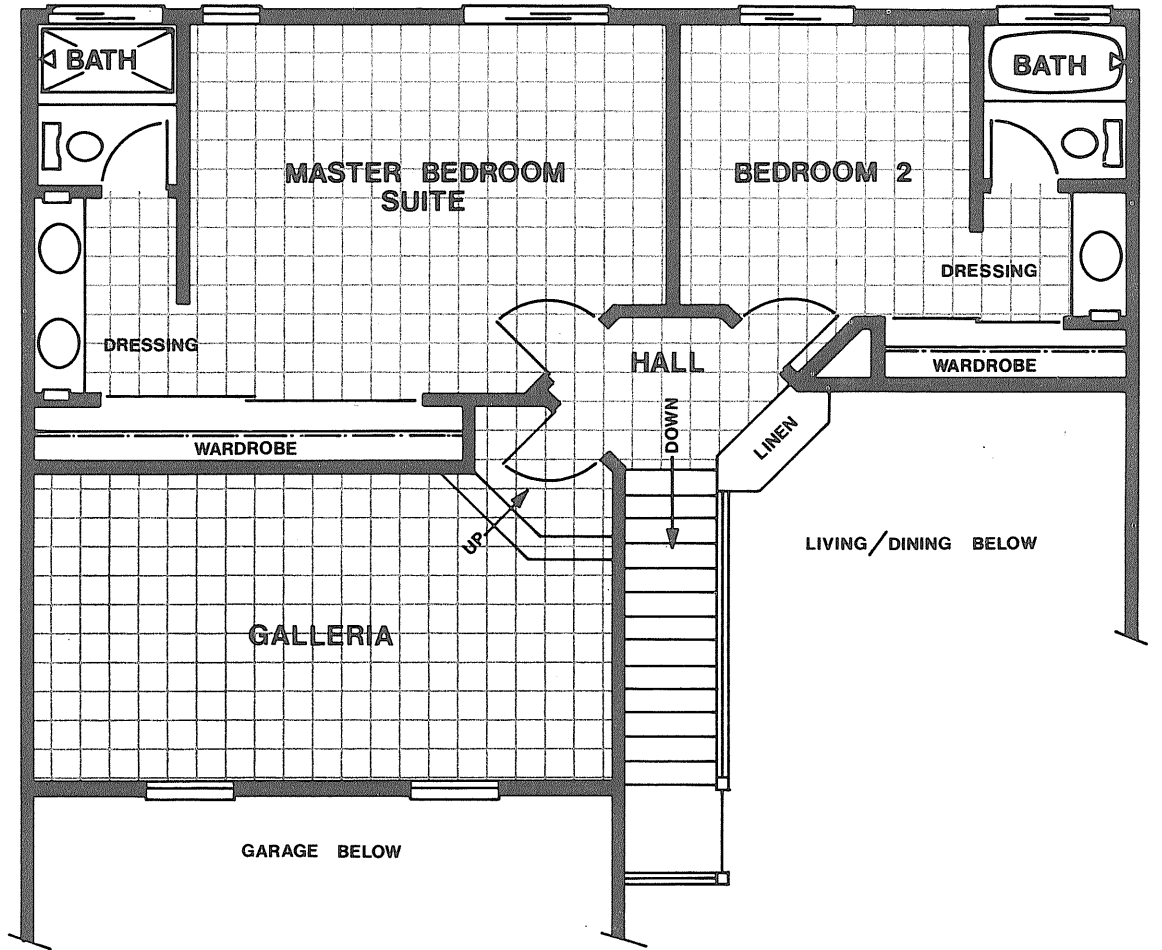 BATH
BATH
MASTER BEDROOM
SUITE
BEDROOM 2
DRESSING
DRESSING
HALL
WARDROBE
DOWN
LINEN
WARDROBE
UP
LIVING/DINING BELOW
GALLERIA
GARAGE BELOW